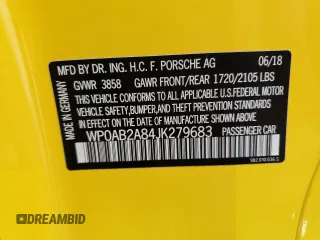 MFD. BY DR. ING. H.C. F. PORSCHE AG 06/18
GVWR 3858 GAWR FRONT/REAR 1720/2105 LBS
THIS VEHICLE CONFORMS TO ALL APPLICABLE U.S. FEDERAL MOTOR
VEHICLE SAFETY, BUMPER AND THEFT PREVENTION STANDARDS IN
EFFECT ON THE DATE OF MANUFACTURE SHOWN ABOVE.
WP0AB2A84JK279683 PASSENGER CAR
MADE IN GERMANY
DREAMBID